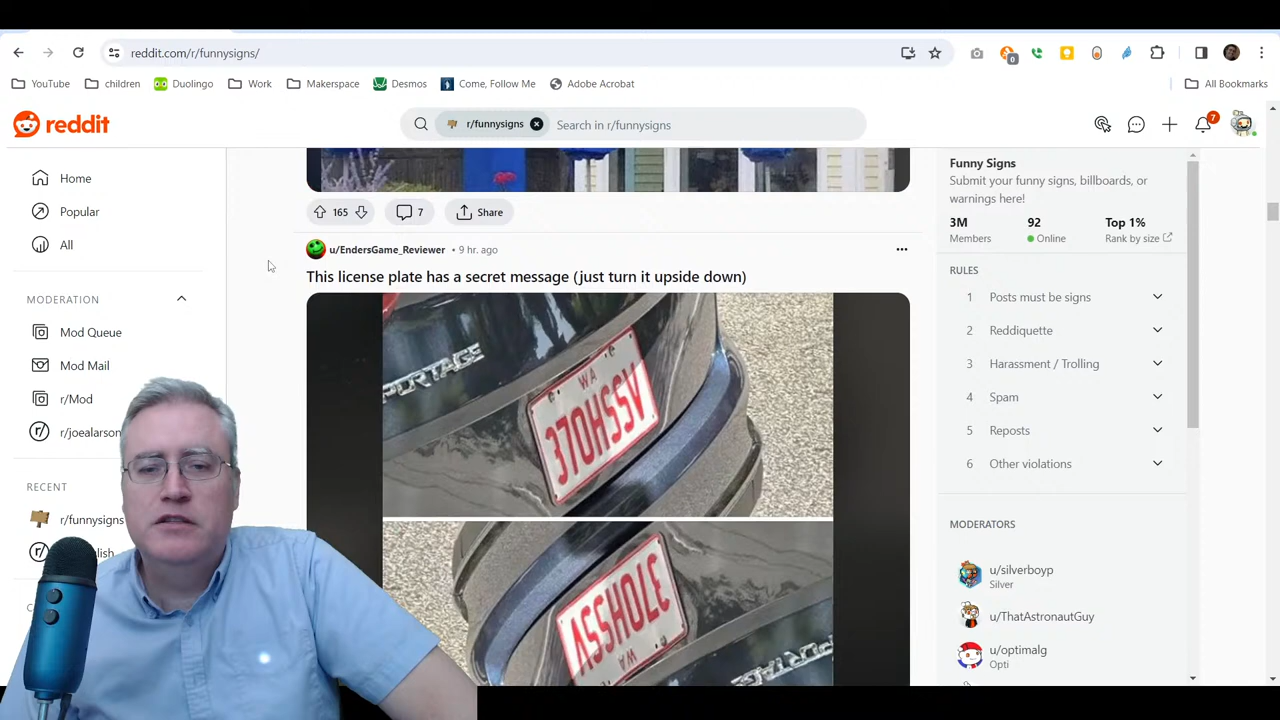 reddit.com/r/funnysigns/
0
YouTube
children
Duolingo
Work
Makerspace
Desmos
Come, Follow Me
Adobe Acrobat
All Bookmarks
reddit
r/funnysigns
Search in r/funnysigns
7
Home
Popular
All
MODERATION
Mod Queue
Mod Mail
r/Mod
r/joealarson
RECENT
r/funnysigns
165
7
Share
u/EndersGame_Reviewer • 9 hr. ago
This license plate has a secret message (just turn it upside down)
PORTAGE
WA
370HSSV
ASSHOLE
WA
Funny Signs
Submit your funny signs, billboards, or
warnings here!
3M
92
Top 1%
Members
Online
Rank by size
RULES
1 Posts must be signs
2 Reddiquette
3 Harassment / Trolling
4 Spam
5 Reposts
6 Other violations
MODERATORS
u/silverboyp
Silver
u/ThatAstronautGuy
u/optimalg
Opti